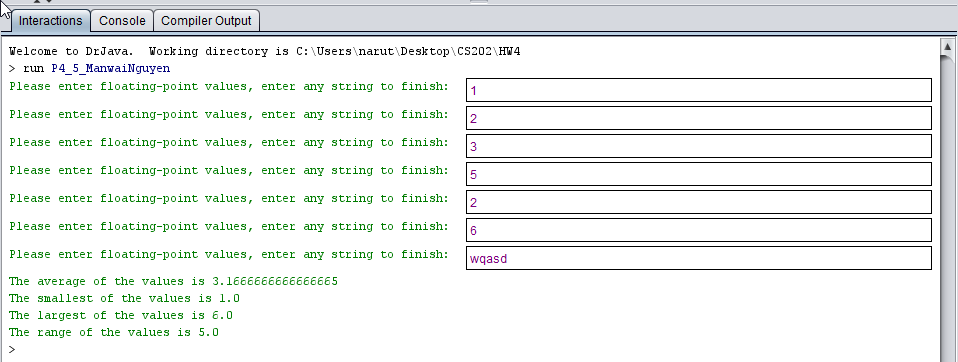 Interactions Console Compiler Output
Welcome to DrJava. Working directory is C:\Users\narut\Desktop\CS202\HW4
> run P4_5_ManwaiNguyen
Please enter floating-point values, enter any string to finish: 1
Please enter floating-point values, enter any string to finish: 2
Please enter floating-point values, enter any string to finish: 3
Please enter floating-point values, enter any string to finish: 5
Please enter floating-point values, enter any string to finish: 2
Please enter floating-point values, enter any string to finish: 6
Please enter floating-point values, enter any string to finish: wqasd
The average of the values is 3.1666666666666665
The smallest of the values is 1.0
The largest of the values is 6.0
The range of the values is 5.0
>